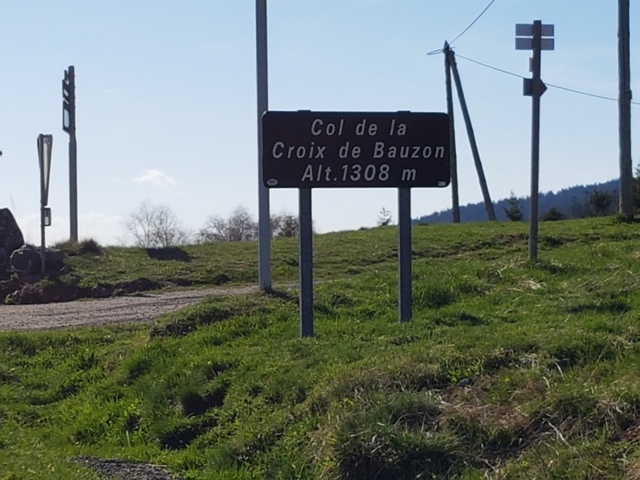 Col de la
Croix de Bauzon
Alt.1308 m